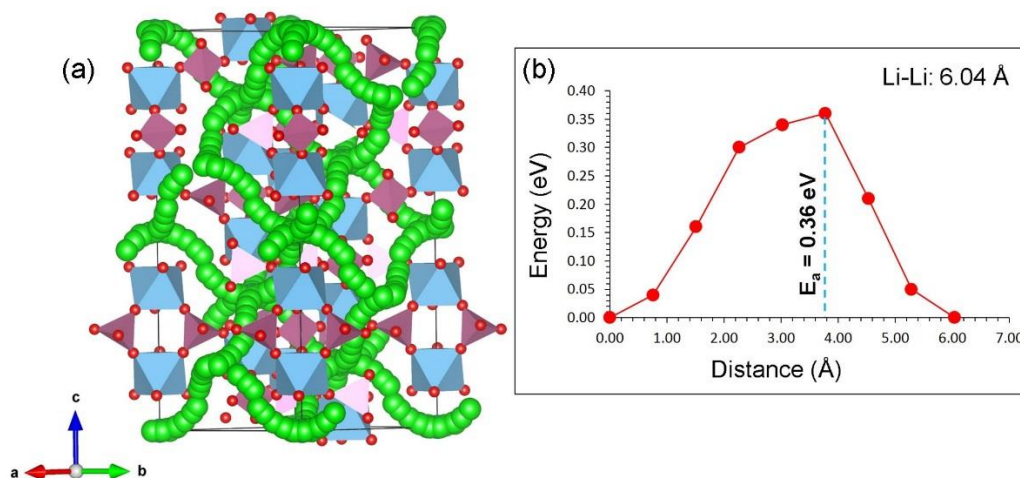 (a)
c
a
b
(b)
Li-Li: 6.04 Å
0.40
0.35
0.30
0.25
0.20
0.15
0.10
0.05
0.00
Energy (eV)
Eₐ = 0.36 eV
0.00 1.00 2.00 3.00 4.00 5.00 6.00 7.00
Distance (Å)